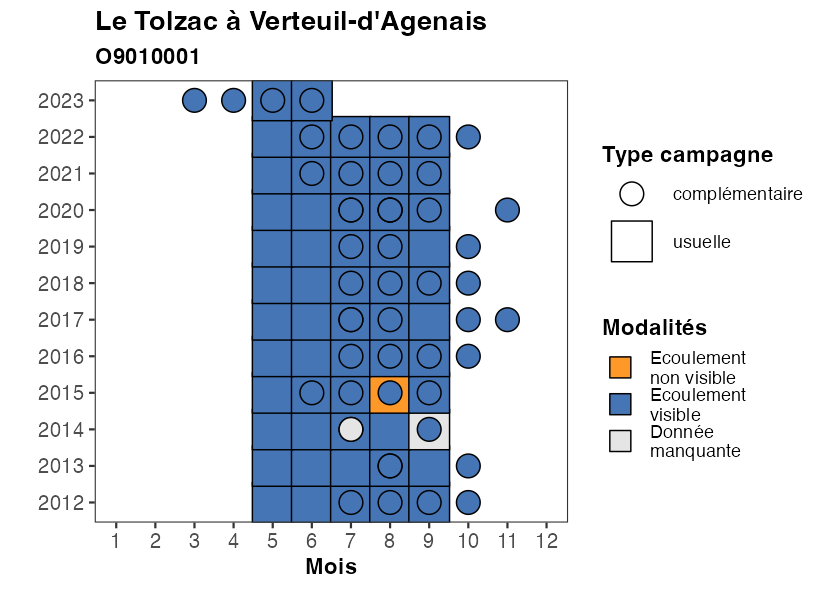 Le Tolzac à Verteuil-d'Agenais
O9010001
2023
2022
2021
2020
2019
2018
2017
2016
2015
2014
2013
2012
1 2 3 4 5 6 7 8 9 10 11 12
Mois
Type campagne
complémentaire
usuelle
Modalités
Ecoulement
non visible
Ecoulement
visible
Donnée
manquante